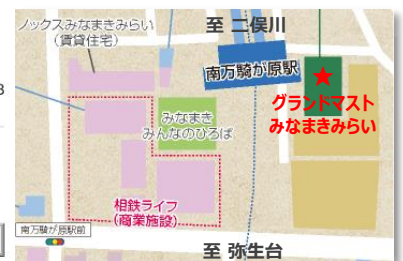 ノックスみなまきみらい
(賃貸住宅)
至 二俣川
南万騎が原駅
グランドマスト
みなまきみらい
みなまき
みんなのひろば
相鉄ライフ
(商業施設)
南万騎が原駅前
至 弥生台